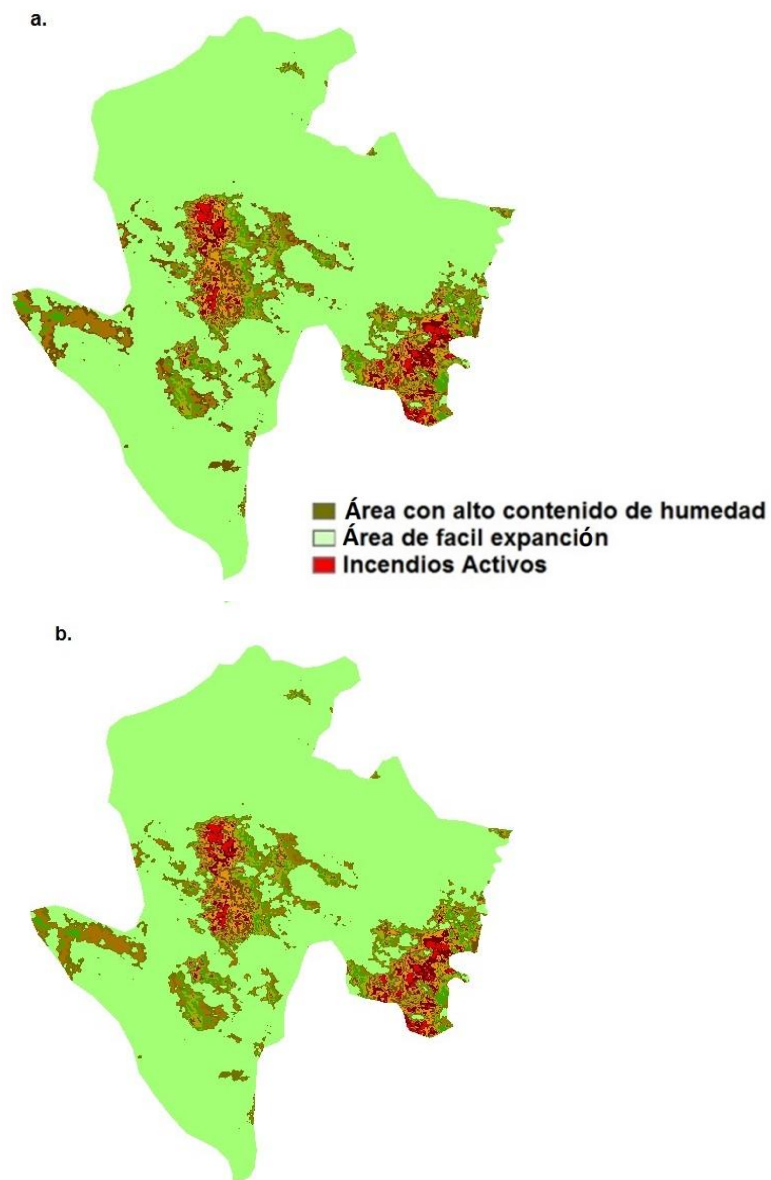 a.
Área con alto contenido de humedad
Área de facil expanción
Incendios Activos
b.